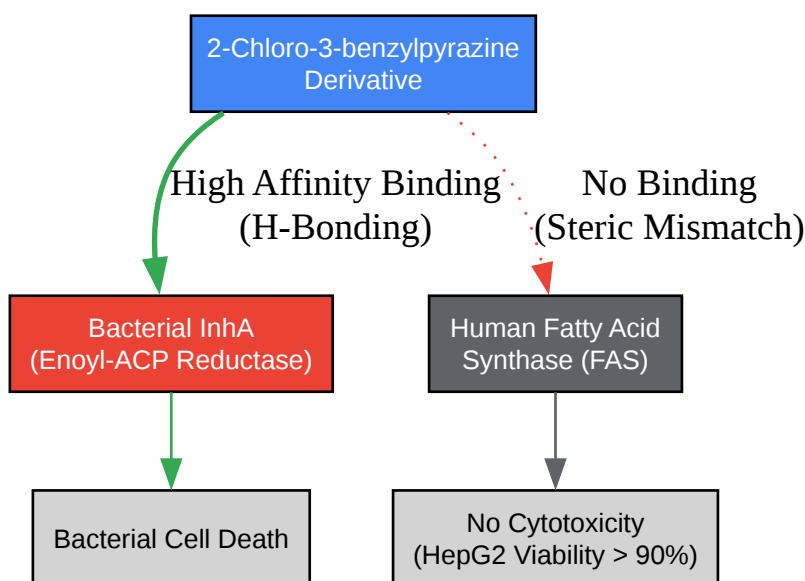 2-Chloro-3-benzylpyrazine
Derivative
High Affinity Binding
(H-Bonding)
No Binding
(Steric Mismatch)
Bacterial InhA
(Enoyl-ACP Reductase)
Human Fatty Acid
Synthase (FAS)
Bacterial Cell Death
No Cytotoxicity
(HepG2 Viability > 90%)